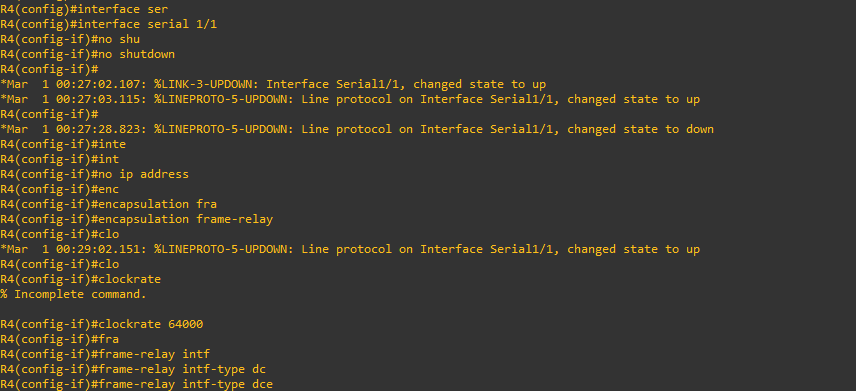 R4(config)#interface ser
R4(config)#interface serial 1/1
R4(config-if)#no shu
R4(config-if)#no shutdown
R4(config-if)#
*Mar  1 00:27:02.107: %LINK-3-UPDOWN: Interface Serial1/1, changed state to up
*Mar  1 00:27:03.115: %LINEPROTO-5-UPDOWN: Line protocol on Interface Serial1/1, changed state to up
R4(config-if)#
*Mar  1 00:27:28.823: %LINEPROTO-5-UPDOWN: Line protocol on Interface Serial1/1, changed state to down
R4(config-if)#inte
R4(config-if)#int
R4(config-if)#no ip address
R4(config-if)#enc
R4(config-if)#encapsulation fra
R4(config-if)#encapsulation frame-relay
R4(config-if)#clo
*Mar  1 00:29:02.151: %LINEPROTO-5-UPDOWN: Line protocol on Interface Serial1/1, changed state to up
R4(config-if)#clo
R4(config-if)#clockrate
% Incomplete command.

R4(config-if)#clockrate 64000
R4(config-if)#fra
R4(config-if)#frame-relay intf
R4(config-if)#frame-relay intf-type dc
R4(config-if)#frame-relay intf-type dce